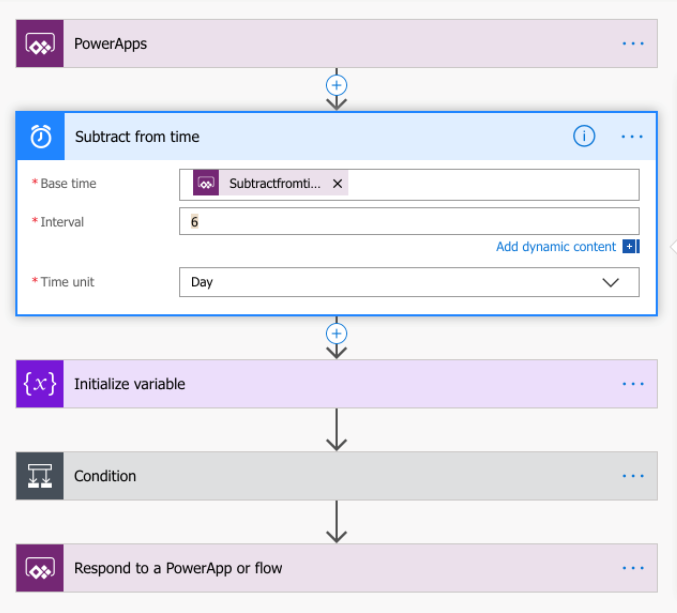 PowerApps
Subtract from time
* Base time Subtractfromti...
* Interval 6
Add dynamic content
* Time unit Day
{x} Initialize variable
Condition
Respond to a PowerApp or flow